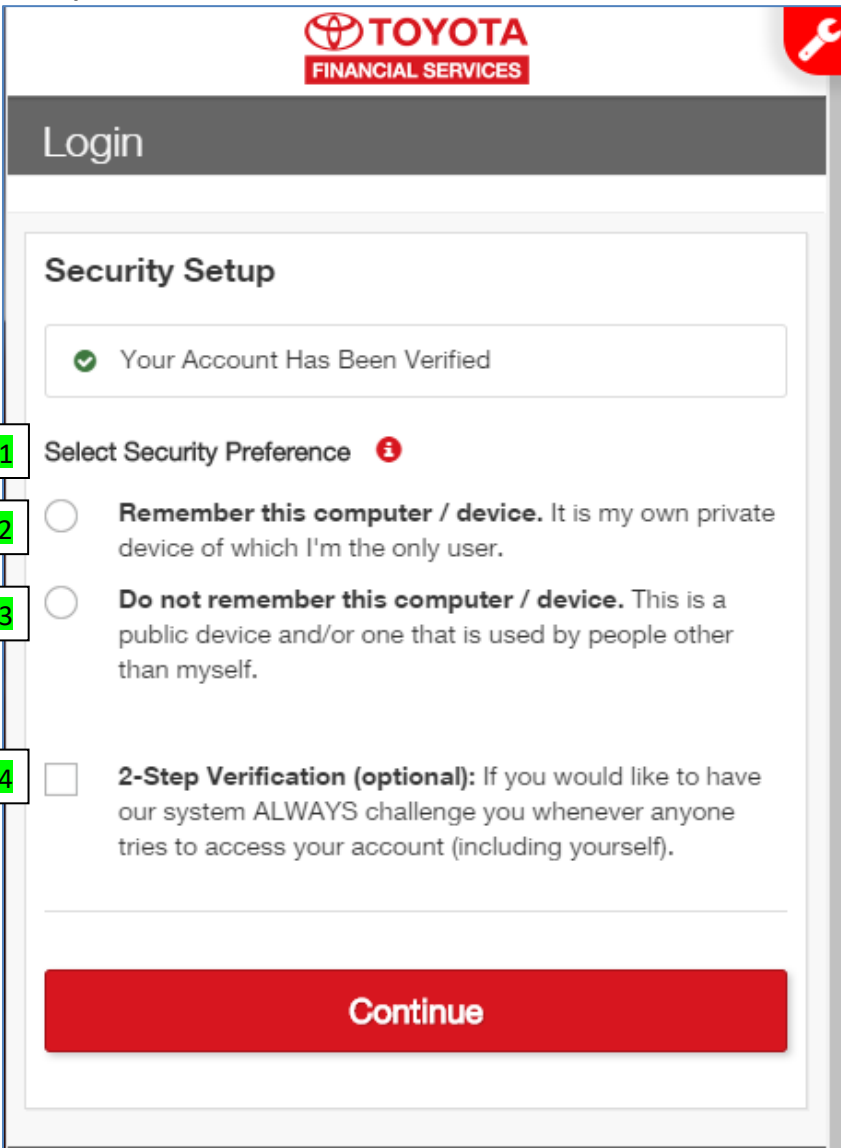 TOYOTA
FINANCIAL SERVICES
Login
Security Setup
Your Account Has Been Verified
1 Select Security Preference
2 Remember this computer / device. It is my own private
device of which I'm the only user.
3 Do not remember this computer / device. This is a
public device and/or one that is used by people other
than myself.
4 2-Step Verification (optional): If you would like to have
our system ALWAYS challenge you whenever anyone
tries to access your account (including yourself).
Continue